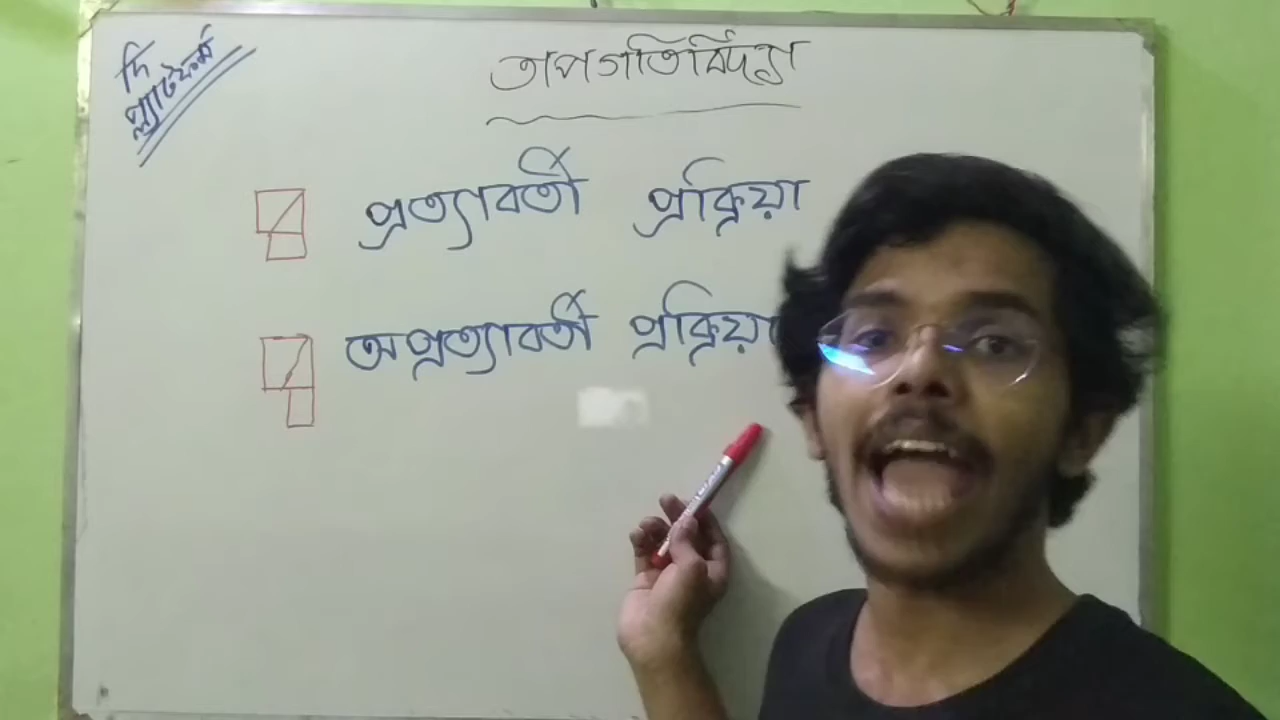 দি
প্ল্যাটফর্ম
তাপগতিবিদ্যা
প্রত্যাবর্তী প্রক্রিয়া
অপ্রত্যাবর্তী প্রক্রিয়া